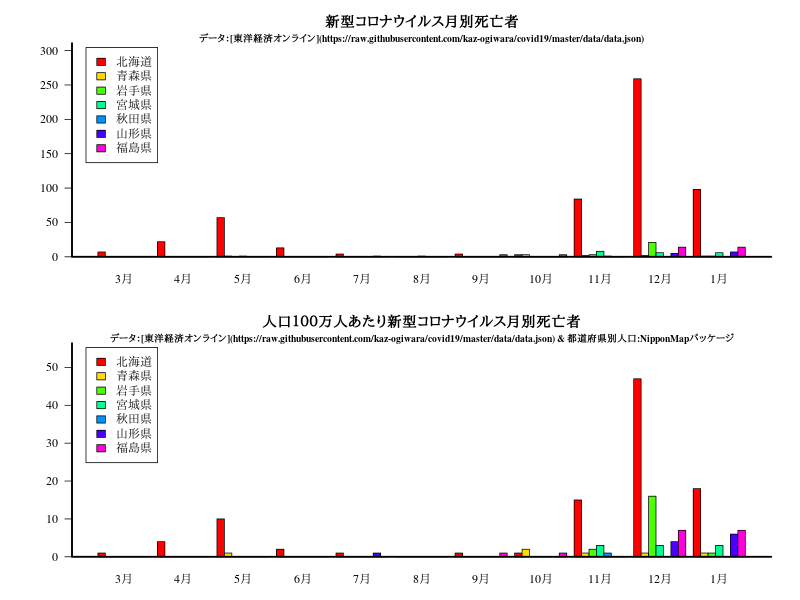 新型コロナウイルス月別死亡者
データ:[東洋経済オンライン](https://raw.githubusercontent.com/kaz-ogiwara/covid19/master/data/data.json)
300
250
200
150
100
50
0
北海道
青森県
岩手県
宮城県
秋田県
山形県
福島県
3月 4月 5月 6月 7月 8月 9月 10月 11月 12月 1月
人口100万人あたり新型コロナウイルス月別死亡者
データ:[東洋経済オンライン](https://raw.githubusercontent.com/kaz-ogiwara/covid19/master/data/data.json) & 都道府県別人口:NipponMapパッケージ
50
40
30
20
10
0
北海道
青森県
岩手県
宮城県
秋田県
山形県
福島県
3月 4月 5月 6月 7月 8月 9月 10月 11月 12月 1月